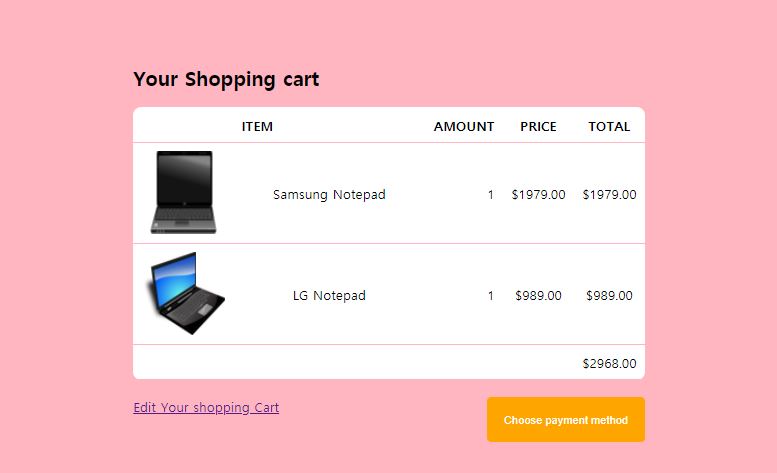 Your Shopping cart
ITEM AMOUNT PRICE TOTAL
Samsung Notepad 1 $1979.00 $1979.00
LG Notepad 1 $989.00 $989.00
$2968.00
Edit Your shopping Cart Choose payment method